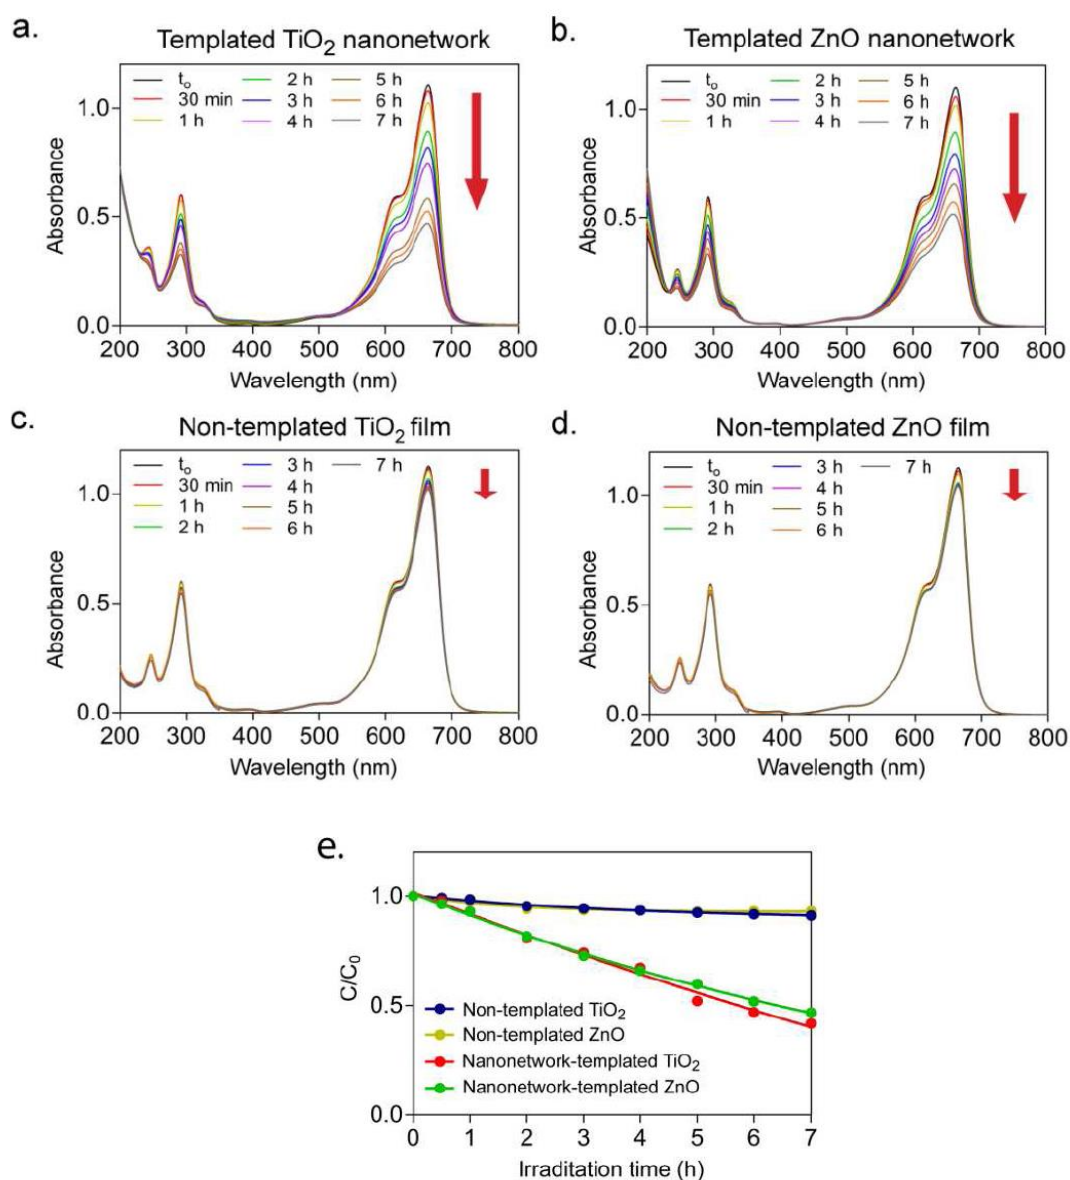 a.
Templated TiO2 nanonetwork
t0 2 h 5 h
30 min 3 h 6 h
1 h 4 h 7 h
Absorbance
1.0
0.5
0.0
200 300 400 500 600 700 800
Wavelength (nm)
b.
Templated ZnO nanonetwork
t0 2 h 5 h
30 min 3 h 6 h
1 h 4 h 7 h
Absorbance
1.0
0.5
0.0
200 300 400 500 600 700 800
Wavelength (nm)
c.
Non-templated TiO2 film
t0 3 h 7 h
30 min 4 h
1 h 5 h
2 h 6 h
Absorbance
1.0
0.5
0.0
200 300 400 500 600 700 800
Wavelength (nm)
d.
Non-templated ZnO film
t0 3 h 7 h
30 min 4 h
1 h 5 h
2 h 6 h
Absorbance
1.0
0.5
0.0
200 300 400 500 600 700 800
Wavelength (nm)
e.
C/C0
1.0
0.5
0.0
Non-templated TiO2
Non-templated ZnO
Nanonetwork-templated TiO2
Nanonetwork-templated ZnO
0 1 2 3 4 5 6 7
Irraditation time (h)